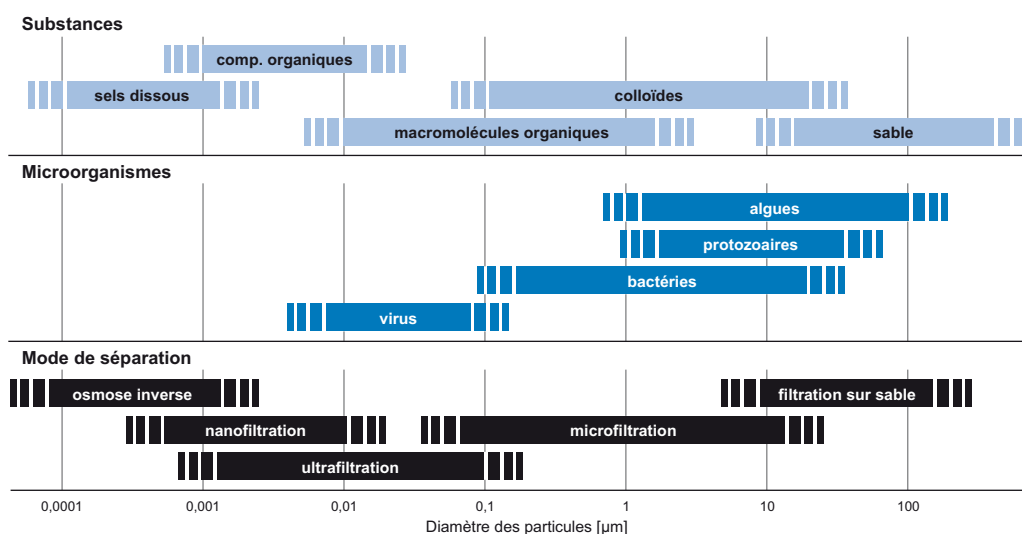 Substances
comp. organiques
sels dissous
colloïdes
macromolécules organiques
sable
Microorganismes
algues
protozoaires
bactéries
virus
Mode de séparation
osmose inverse
filtration sur sable
nanofiltration
microfiltration
ultrafiltration
0,0001 0,001 0,01 0,1 1 10 100
Diamètre des particules [µm]